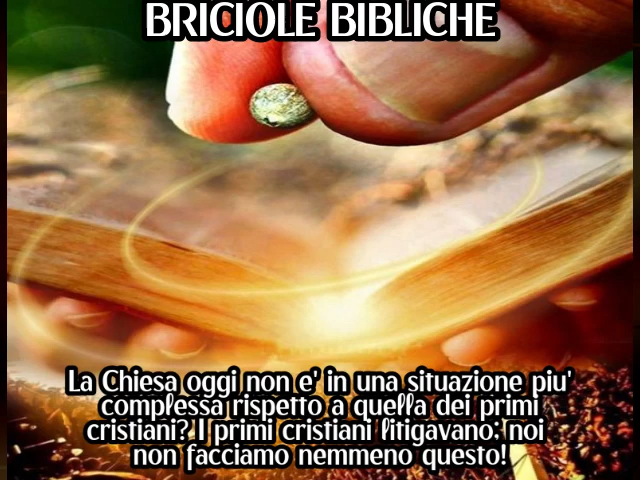 BRICIOLE BIBLICHE
La Chiesa oggi non e' in una situazione piu'
complessa rispetto a quella dei primi
cristiani? I primi cristiani litigavano; noi
non facciamo nemmeno questo!